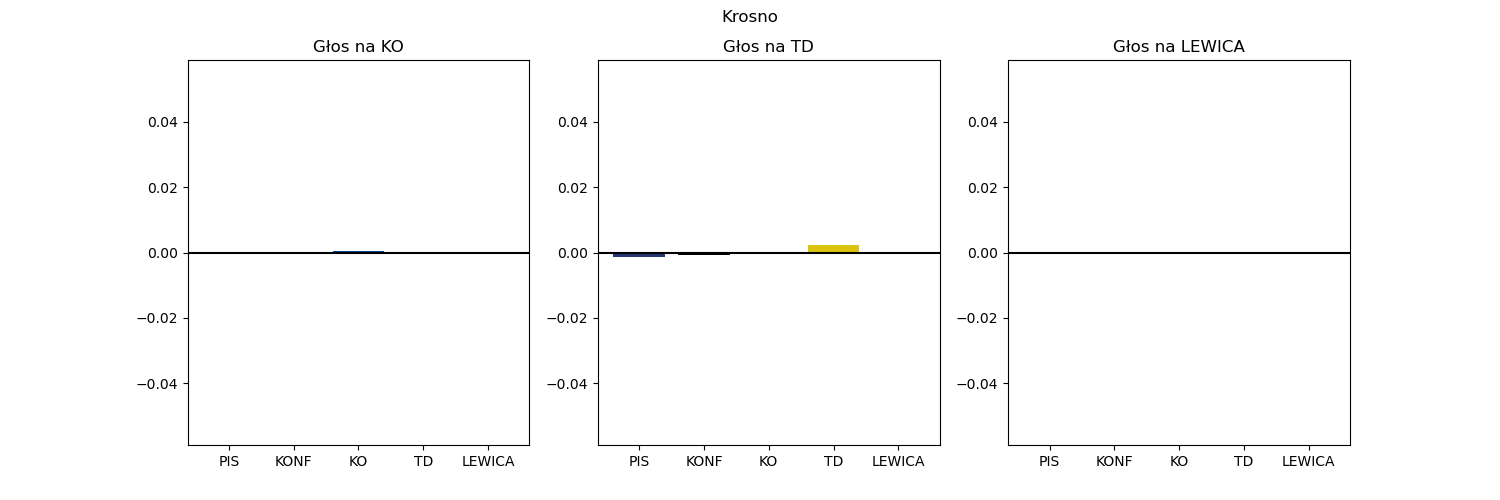 Krosno
Głos na KO
Głos na TD
Głos na LEWICA
0.04
0.02
0.00
−0.02
−0.04
PIS KONF KO TD LEWICA
0.04
0.02
0.00
−0.02
−0.04
PIS KONF KO TD LEWICA
0.04
0.02
0.00
−0.02
−0.04
PIS KONF KO TD LEWICA